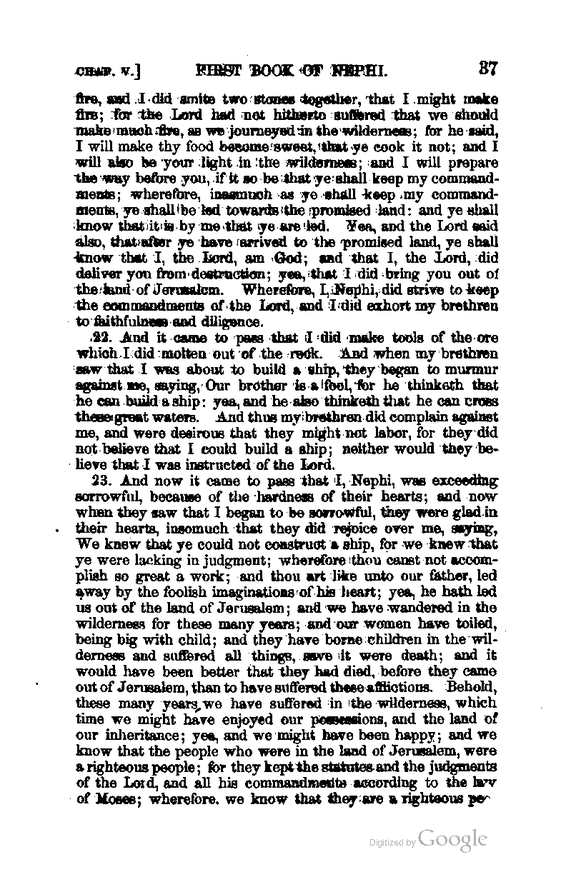 CHAP. V.] FIRST BOOK OF NEPHI. 37
fire, and I did smite two stones together, that I might make
fire; for the Lord had not hitherto suffered that we should
make much fire, as we journeyed in the wilderness; for he said,
I will make thy food become sweet, that ye cook it not; and I
will also be your light in the wilderness; and I will prepare
the way before you, if it so be that ye shall keep my command-
ments; wherefore, inasmuch as ye shall keep my command-
ments, ye shall be led towards the promised land: and ye shall
know that it is by me that ye are led. Yea, and the Lord said
also, that after ye have arrived to the promised land, ye shall
know that I, the Lord, am God; and that I, the Lord, did
deliver you from destruction; yea, that I did bring you out of
the land of Jerusalem. Wherefore, I, Nephi, did strive to keep
the commandments of the Lord, and I did exhort my brethren
to faithfulness and diligence.
22. And it came to pass that I did make tools of the ore
which I did molten out of the rock. And when my brethren
saw that I was about to build a ship, they began to murmur
against me, saying, Our brother is a fool, for he thinketh that
he can build a ship: yea, and he also thinketh that he can cross
these great waters. And thus my brethren did complain against
me, and were desirous that they might not labor, for they did
not believe that I could build a ship; neither would they be-
lieve that I was instructed of the Lord.
23. And now it came to pass that I, Nephi, was exceeding
sorrowful, because of the hardness of their hearts; and now
when they saw that I began to be sorrowful, they were glad in
their hearts, insomuch that they did rejoice over me, saying,
We knew that ye could not construct a ship, for we knew that
ye were lacking in judgment; wherefore thou canst not accom-
plish so great a work; and thou art like unto our father, led
away by the foolish imaginations of his heart; yea, he hath led
us out of the land of Jerusalem; and we have wandered in the
wilderness for these many years; and our women have toiled,
being big with child; and they have borne children in the wil-
derness and suffered all things, save it were death; and it
would have been better that they had died, before they came
out of Jerusalem, than to have suffered these afflictions. Behold,
these many years we have suffered in the wilderness, which
time we might have enjoyed our possessions, and the land of
our inheritance; yea, and we might have been happy; and we
know that the people who were in the land of Jerusalem, were
a righteous people; for they kept the statutes and the judgments
of the Lord, and all his commandments according to the law
of Moses; wherefore, we know that they are a righteous pe-
Digitized by Google